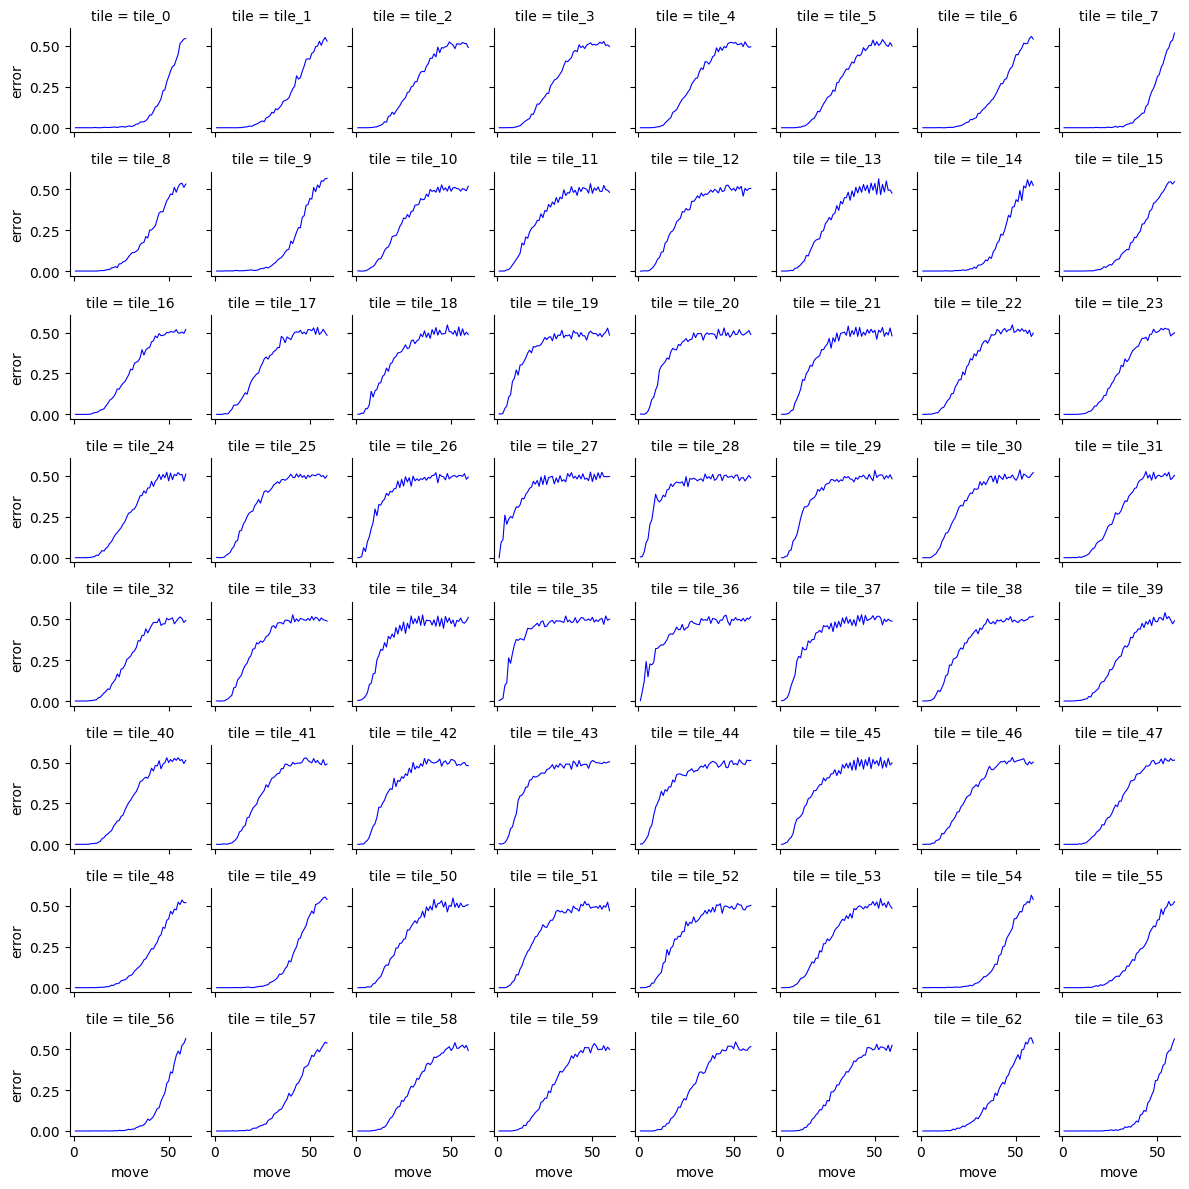 tile = tile_0 tile = tile_1 tile = tile_2 tile = tile_3 tile = tile_4 tile = tile_5 tile = tile_6 tile = tile_7
0.50
error
0.25
0.00
tile = tile_8 tile = tile_9 tile = tile_10 tile = tile_11 tile = tile_12 tile = tile_13 tile = tile_14 tile = tile_15
0.50
error
0.25
0.00
tile = tile_16 tile = tile_17 tile = tile_18 tile = tile_19 tile = tile_20 tile = tile_21 tile = tile_22 tile = tile_23
0.50
error
0.25
0.00
tile = tile_24 tile = tile_25 tile = tile_26 tile = tile_27 tile = tile_28 tile = tile_29 tile = tile_30 tile = tile_31
0.50
error
0.25
0.00
tile = tile_32 tile = tile_33 tile = tile_34 tile = tile_35 tile = tile_36 tile = tile_37 tile = tile_38 tile = tile_39
0.50
error
0.25
0.00
tile = tile_40 tile = tile_41 tile = tile_42 tile = tile_43 tile = tile_44 tile = tile_45 tile = tile_46 tile = tile_47
0.50
error
0.25
0.00
tile = tile_48 tile = tile_49 tile = tile_50 tile = tile_51 tile = tile_52 tile = tile_53 tile = tile_54 tile = tile_55
0.50
error
0.25
0.00
tile = tile_56 tile = tile_57 tile = tile_58 tile = tile_59 tile = tile_60 tile = tile_61 tile = tile_62 tile = tile_63
0.50
error
0.25
0.00
0 50 0 50 0 50 0 50 0 50 0 50 0 50 0 50
move move move move move move move move